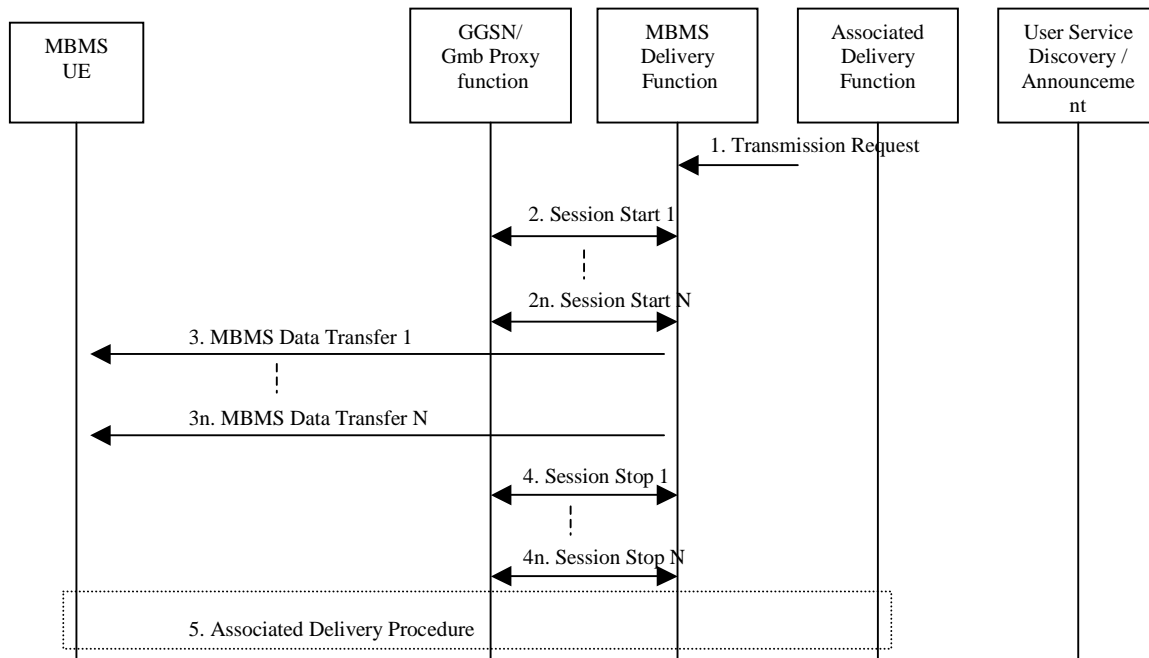 MBMS
UE
GGSN/
Gmb Proxy
function
MBMS
Delivery
Function
Associated
Delivery
Function
User Service
Discovery /
Announceme
nt
1. Transmission Request
2. Session Start 1
2n. Session Start N
3. MBMS Data Transfer 1
3n. MBMS Data Transfer N
4. Session Stop 1
4n. Session Stop N
5. Associated Delivery Procedure